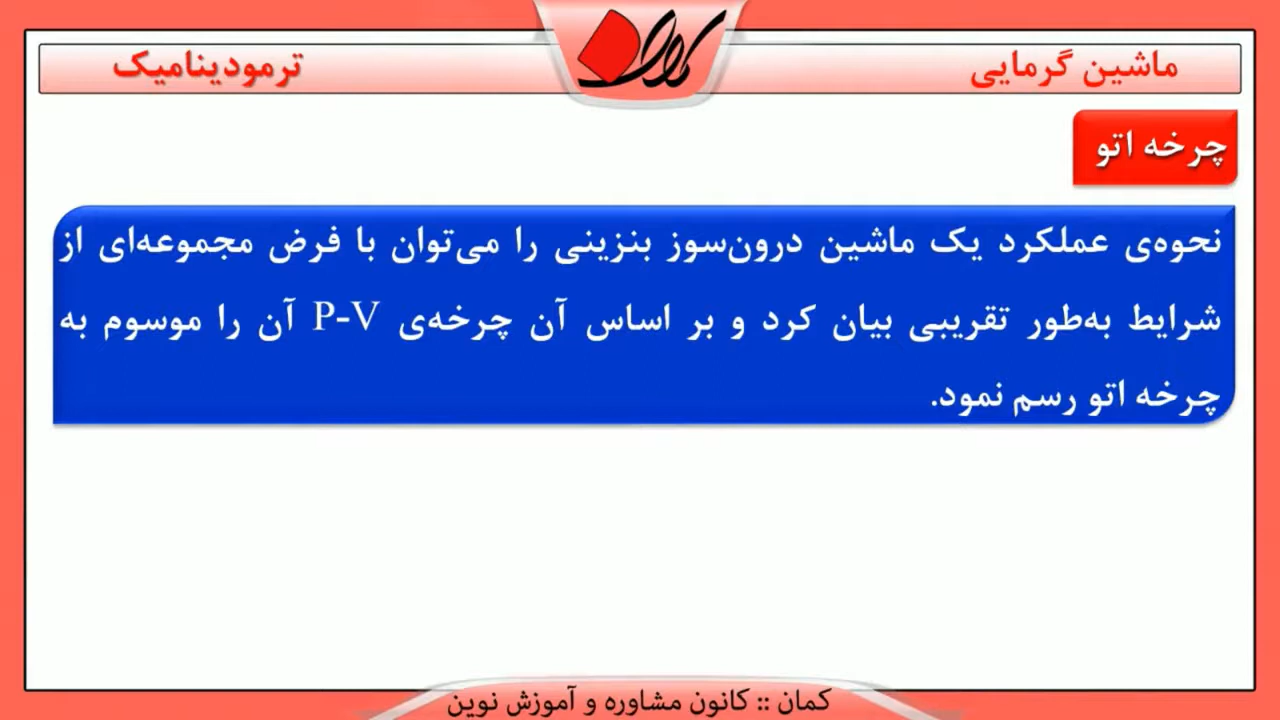 ماشین گرمایی
کمان
ترمودینامیک
چرخه اتو
نحوه‌ی عملکرد یک ماشین درون‌سوز بنزینی را می‌توان با فرض مجموعه‌ای از
شرایط به‌طور تقریبی بیان کرد و بر اساس آن چرخه‌ی P-V آن را موسوم به
چرخه اتو رسم نمود.
کمان :: کانون مشاوره و آموزش نوین